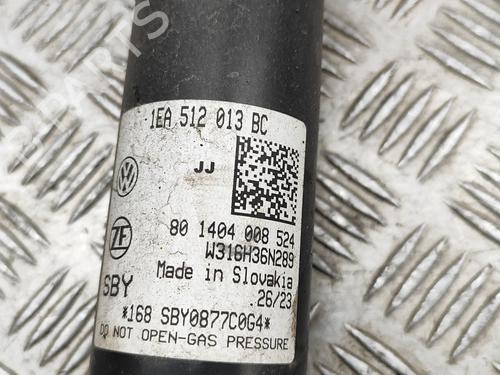 1EA 512 013 BC
JJ
80 1404 008 524
W316H36N289
Made in Slovakia
26/23
ZF
SBY
*168 SBY0877C0G4*
DO NOT OPEN-GAS PRESSURE